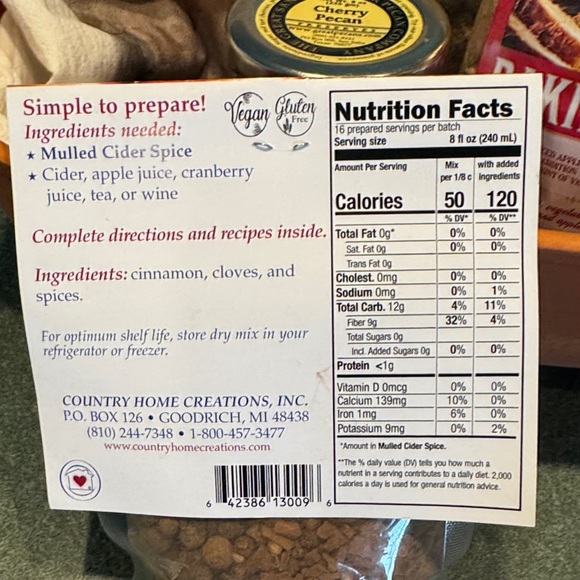 Cherry
Pecan
PRESERVES
Simple to prepare!
Vegan
Gluten
Free
Ingredients needed:
★ Mulled Cider Spice
★ Cider, apple juice, cranberry
juice, tea, or wine
Complete directions and recipes inside.
Ingredients: cinnamon, cloves, and
spices.
For optimum shelf life, store dry mix in your
refrigerator or freezer.
COUNTRY HOME CREATIONS, INC.
P.O. BOX 126 • GOODRICH, MI 48438
(810) 244-7348 • 1-800-457-3477
www.countryhomecreations.com
6 42386 13009 6
Nutrition Facts
16 prepared servings per batch
Serving size 8 fl oz (240 mL)
Amount Per Serving Mix per 1/8 c with added ingredients
Calories 50 120
% DV* % DV**
Total Fat 0g* 0% 0%
Sat. Fat 0g 0% 0%
Trans Fat 0g
Cholest. 0mg 0% 0%
Sodium 0mg 0% 1%
Total Carb. 12g 4% 11%
Fiber 9g 32% 4%
Total Sugars 0g
Incl. Added Sugars 0g 0% 0%
Protein <1g
Vitamin D 0mcg 0% 0%
Calcium 139mg 10% 0%
Iron 1mg 6% 0%
Potassium 9mg 0% 2%
*Amount in Mulled Cider Spice.
**The % daily value (DV) tells you how much a
nutrient in a serving contributes to a daily diet. 2,000
calories a day is used for general nutrition advice.